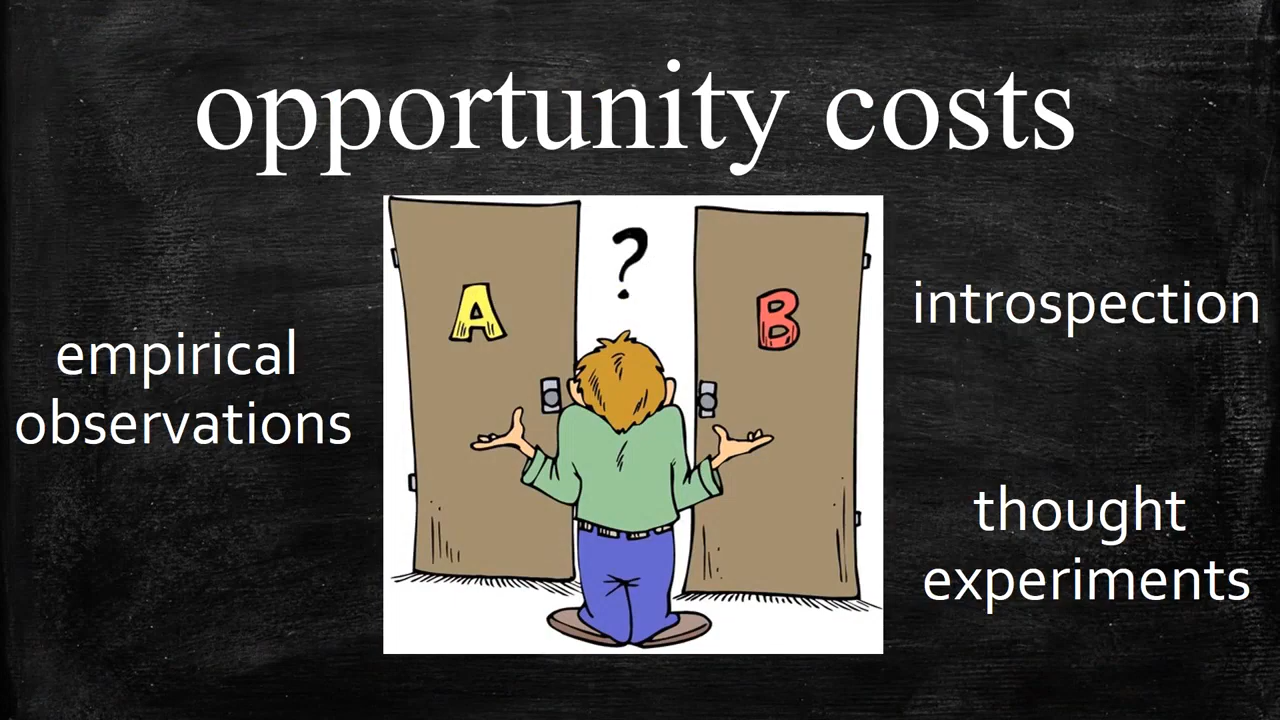 opportunity costs
?
A
B
introspection
empirical
observations
thought
experiments